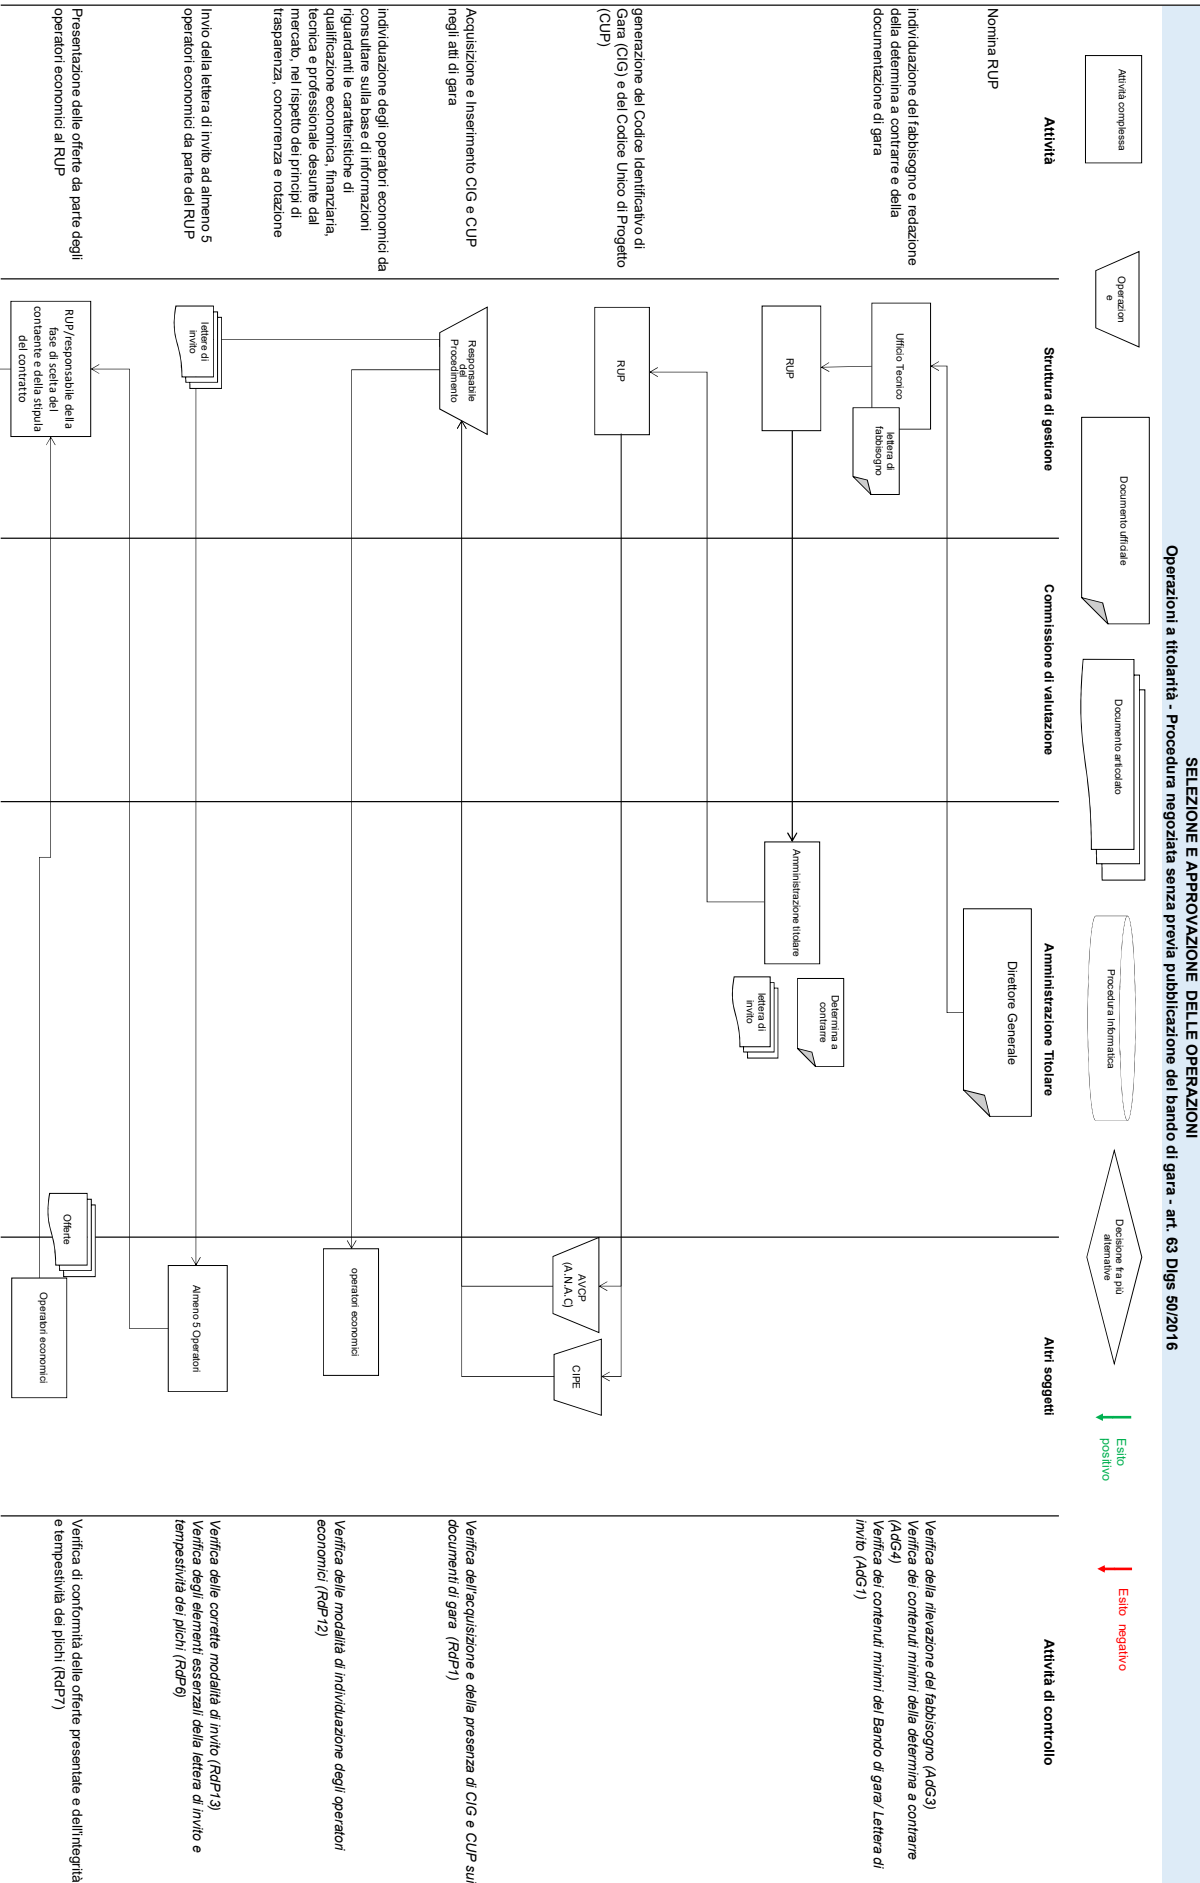 SELEZIONE E APPROVAZIONE DELLE OPERAZIONI
Operazioni a titolarità - Procedura negoziata senza previa pubblicazione del bando di gara - art. 63 Dlgs 50/2016
Attività complessa
Operazion
e
Documento ufficiale
Documento articolato
Procedura Informatica
Decisione fra più
alternative
Esito
positivo
Esito negativo
Attività
Struttura di gestione
Commissione di valutazione
Amministrazione Titolare
Altri soggetti
Attività di controllo
Nomina RUP
Direttore Generale
individuazione del fabbisogno e redazione
della determina a contrarre e della
documentazione di gara
Ufficio Tecnico
lettera di
fabbisogno
RUP
Amministrazione titolare
Determina a
contrarre
lettera di
invito
Verifica della rilevazione del fabbisogno (AdG3)
Verifica dei contenuti minimi della determina a contrarre
(AdG4)
Verifica dei contenuti minimi del Bando di gara/ Lettera di
invito (AdG1)
generazione del Codice Identificativo di
Gara (CIG) e del Codice Unico di Progetto
(CUP)
RUP
AVCP
(A.N.A.C)
CIPE
Acquisizione e Inserimento CIG e CUP
negli atti di gara
Responsabile
del
Procedimento
Verifica dell'acquisizione e della presenza di CIG e CUP sui
documenti di gara (RdP1)
individuazione degli operatori economici da
consultare sulla base di informazioni
riguardanti le caratteristiche di
qualificazione economica, finanziaria,
tecnica e professionale desunte dal
mercato, nel rispetto dei principi di
trasparenza, concorrenza e rotazione
operatori economici
Verifica delle modalità di individuazione degli operatori
economici (RdP12)
Invio della lettera di invito ad almeno 5
operatori economici da parte del RUP
lettere di
invito
Almeno 5 Operatori
Verifica delle corrette modalità di invito (RdP13)
Verifica degli elementi essenzali della lettera di invito e
tempestività dei plichi (RdP6)
Presentazione delle offerte da parte degli
operatori economici al RUP
RUP/responsabile della
fase di scelta del
contaente e della stipula
del contratto
Offerte
Operatori economici
Verifica di conformità delle offerte presentate e dell'integrità
e tempestività dei plichi (RdP7)